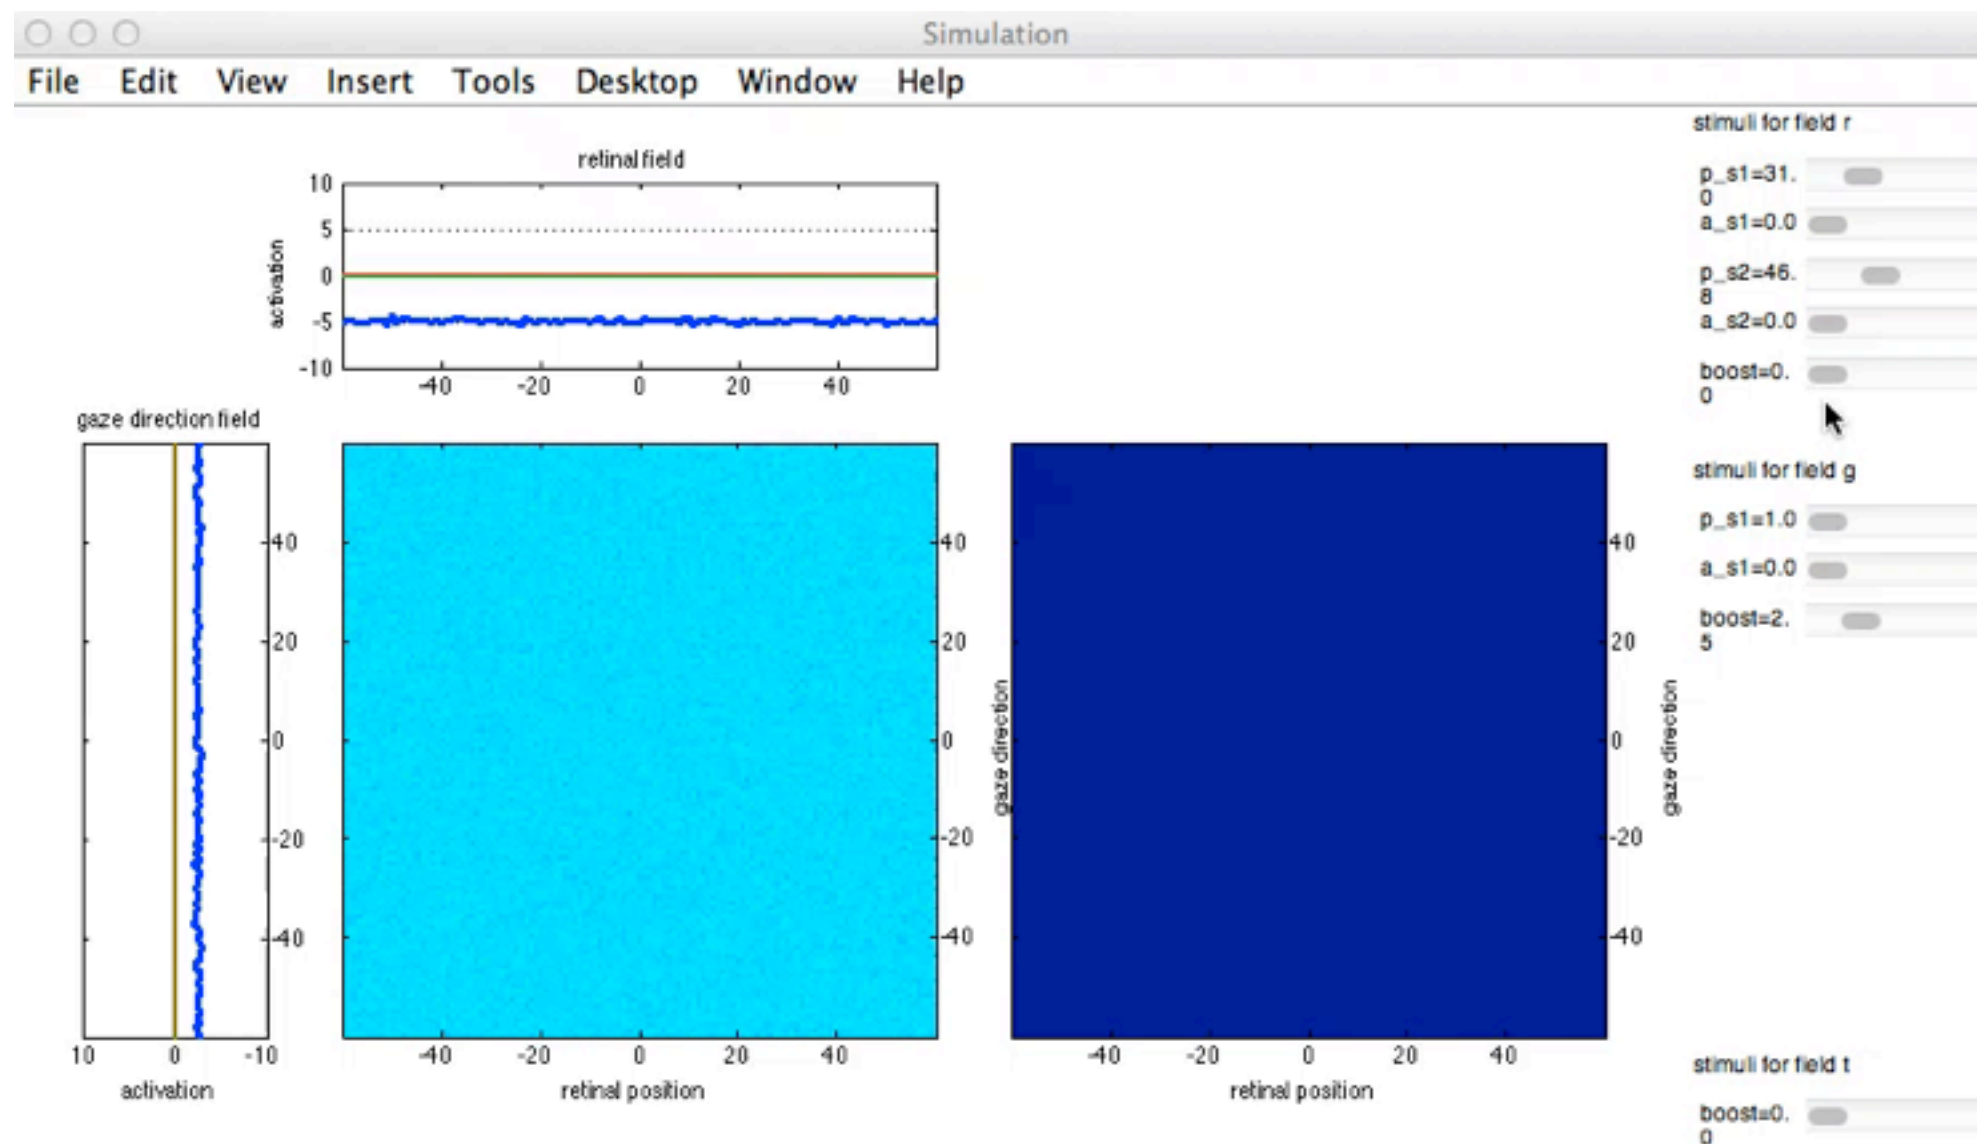 Simulation
File Edit View Insert Tools Desktop Window Help
stimuli for field r
p_s1=31.
0
a_s1=0.0
p_s2=46.
8
a_s2=0.0
boost=0.
0
retinal field
10
5
0
-5
-10
activation
-40 -20 0 20 40
gaze direction field
40
20
0
-20
-40
10 0 -10
activation
40
20
0
-20
-40
gaze direction
-40 -20 0 20 40
retinal position
40
20
0
-20
-40
gaze direction
-40 -20 0 20 40
retinal position
stimuli for field g
p_s1=1.0
a_s1=0.0
boost=2.
5
stimuli for field t
boost=0.
0